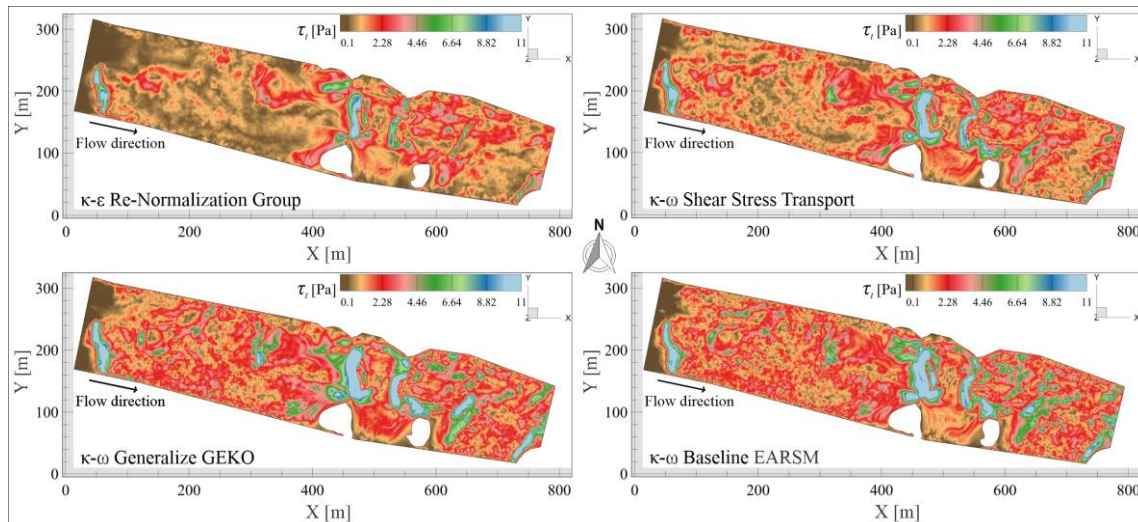 300
200
100
0
Y [m]
τt [Pa]
0.1 2.28 4.46 6.64 8.82 11
Y
Z X
Flow direction
κ-ε Re-Normalization Group
0 200 400 600 800
X [m]
300
200
100
0
Y [m]
τt [Pa]
0.1 2.28 4.46 6.64 8.82 11
Y
Z X
Flow direction
κ-ω Shear Stress Transport
0 200 400 600 800
X [m]
N
300
200
100
0
Y [m]
τt [Pa]
0.1 2.28 4.46 6.64 8.82 11
Y
Z X
Flow direction
κ-ω Generalize GEKO
0 200 400 600 800
X [m]
300
200
100
0
Y [m]
τt [Pa]
0.1 2.28 4.46 6.64 8.82 11
Y
Z X
Flow direction
κ-ω Baseline EARSM
0 200 400 600 800
X [m]